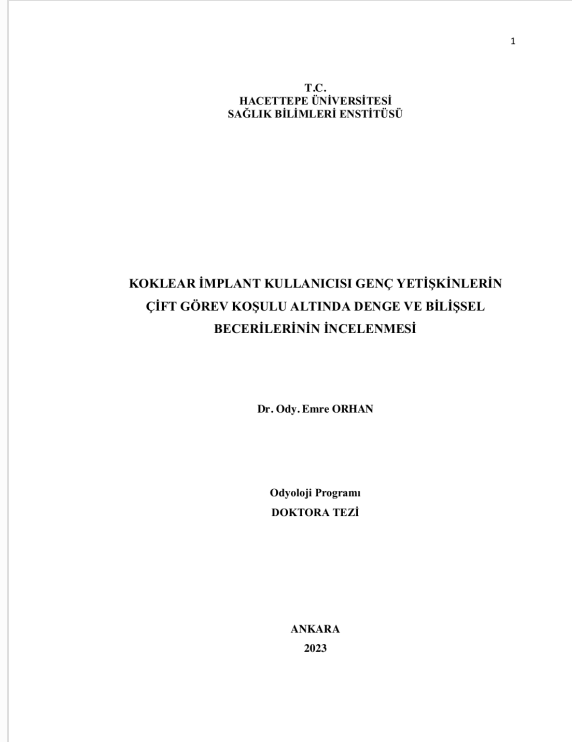 1
T.C.
HACETTEPE ÜNİVERSİTESİ
SAĞLIK BİLİMLERİ ENSTİTÜSÜ
KOKLEAR İMPLANT KULLANICISI GENÇ YETİŞKİNLERİN
ÇİFT GÖREV KOŞULU ALTINDA DENGE VE BİLİŞSEL
BECERİLERİNİN İNCELENMESİ
Dr. Ody. Emre ORHAN
Odyoloji Programı
DOKTORA TEZİ
ANKARA
2023